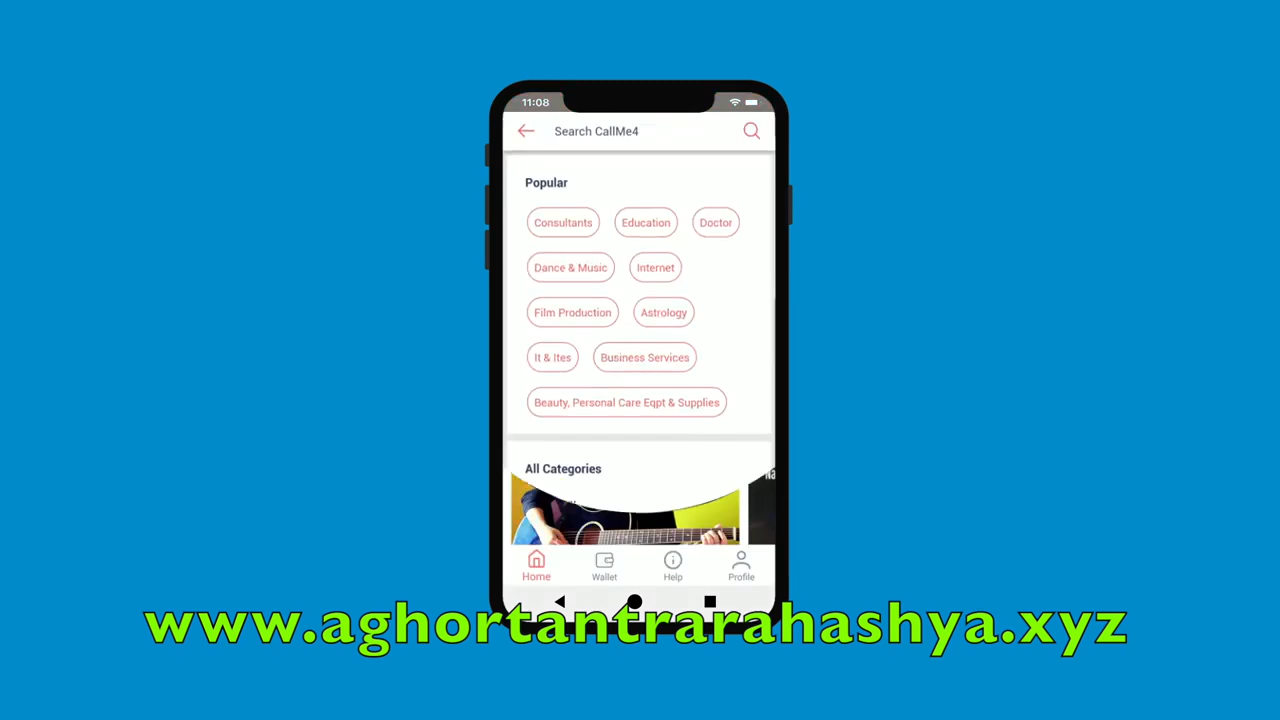 11:08
Search CallMe4
Popular
Consultants Education Doctor
Dance & Music Internet
Film Production Astrology
It & Ites Business Services
Beauty, Personal Care Eqpt & Supplies
All Categories
Home Wallet Help Profile
www.aghortantrarahashya.xyz